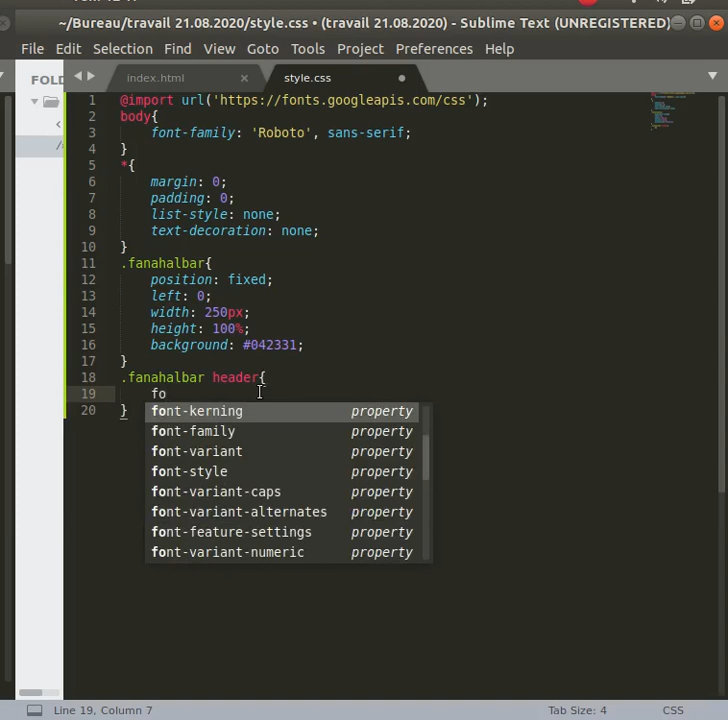 ~/Bureau/travail 21.08.2020/style.css • (travail 21.08.2020) - Sublime Text (UNREGISTERED)
File Edit Selection Find View Goto Tools Project Preferences Help
FOLD
index.html
style.css
1 @import url('https://fonts.googleapis.com/css');
2 body{
3 font-family: 'Roboto', sans-serif;
4 }
5 *{
6 margin: 0;
7 padding: 0;
8 list-style: none;
9 text-decoration: none;
10 }
11 .fanahalbar{
12 position: fixed;
13 left: 0;
14 width: 250px;
15 height: 100%;
16 background: #042331;
17 }
18 .fanahalbar header{
19 fo
20 }
font-kerning property
font-family property
font-variant property
font-style property
font-variant-caps property
font-variant-alternates property
font-feature-settings property
font-variant-numeric property
Line 19, Column 7
Tab Size: 4
CSS